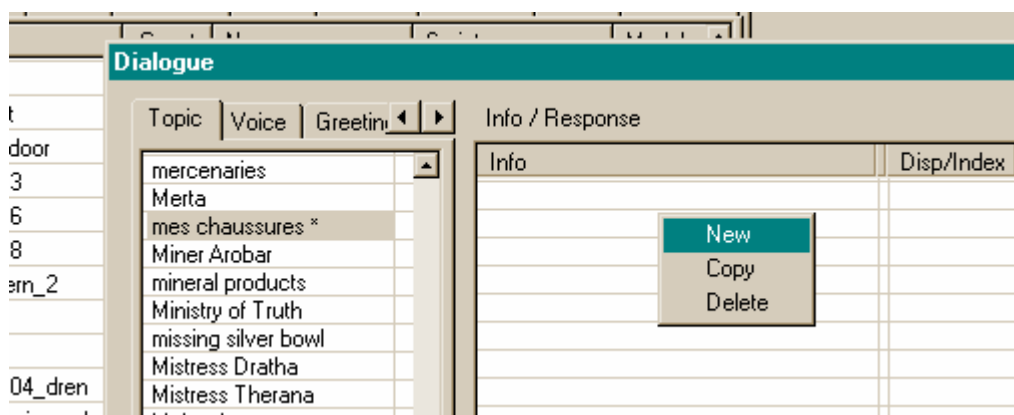 Dialogue
t
door
3
6
8
ern_2
04_dren
Topic
Voice
Greetin
mercenaries
Merta
mes chaussures *
Miner Arobar
mineral products
Ministry of Truth
missing silver bowl
Mistress Dratha
Mistress Therana
Info / Response
Info
Disp/Index
New
Copy
Delete